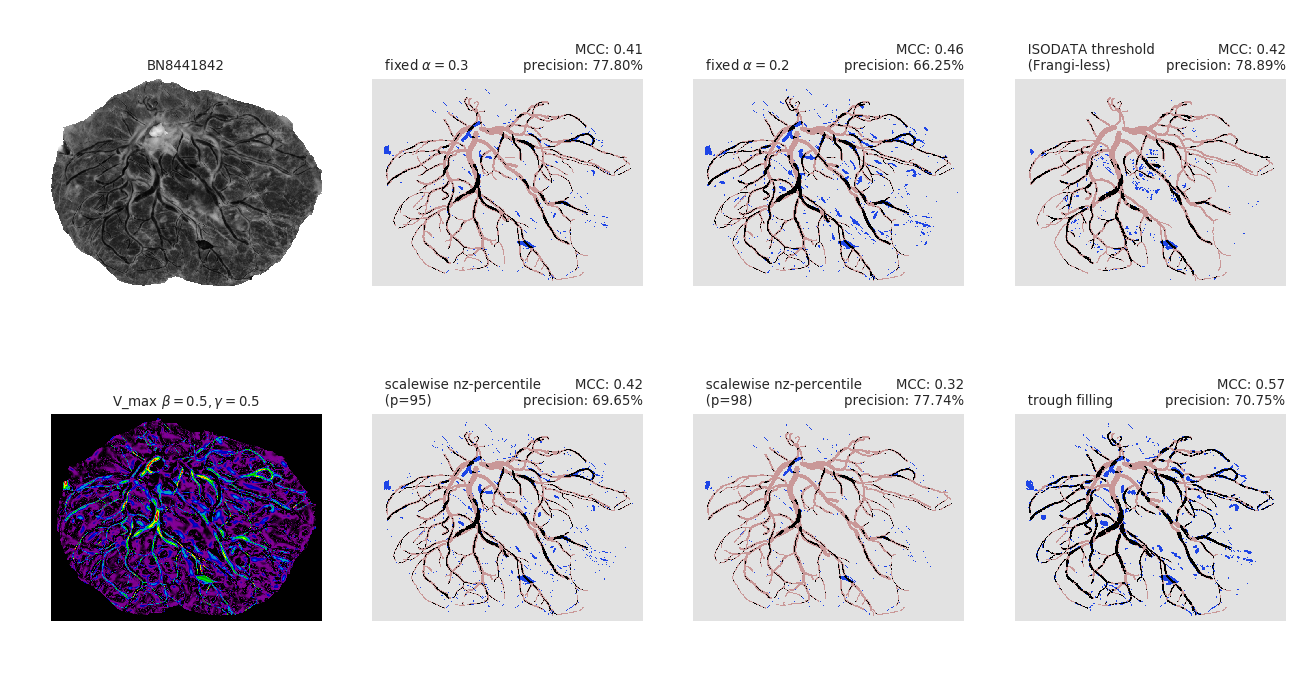 BN8441842
MCC: 0.41
fixed α = 0.3 precision: 77.80%
MCC: 0.46
fixed α = 0.2 precision: 66.25%
ISODATA threshold MCC: 0.42
(Frangi-less) precision: 78.89%
V_max β = 0.5, γ = 0.5
scalewise nz-percentile MCC: 0.42
(p=95) precision: 69.65%
scalewise nz-percentile MCC: 0.32
(p=98) precision: 77.74%
MCC: 0.57
trough filling precision: 70.75%